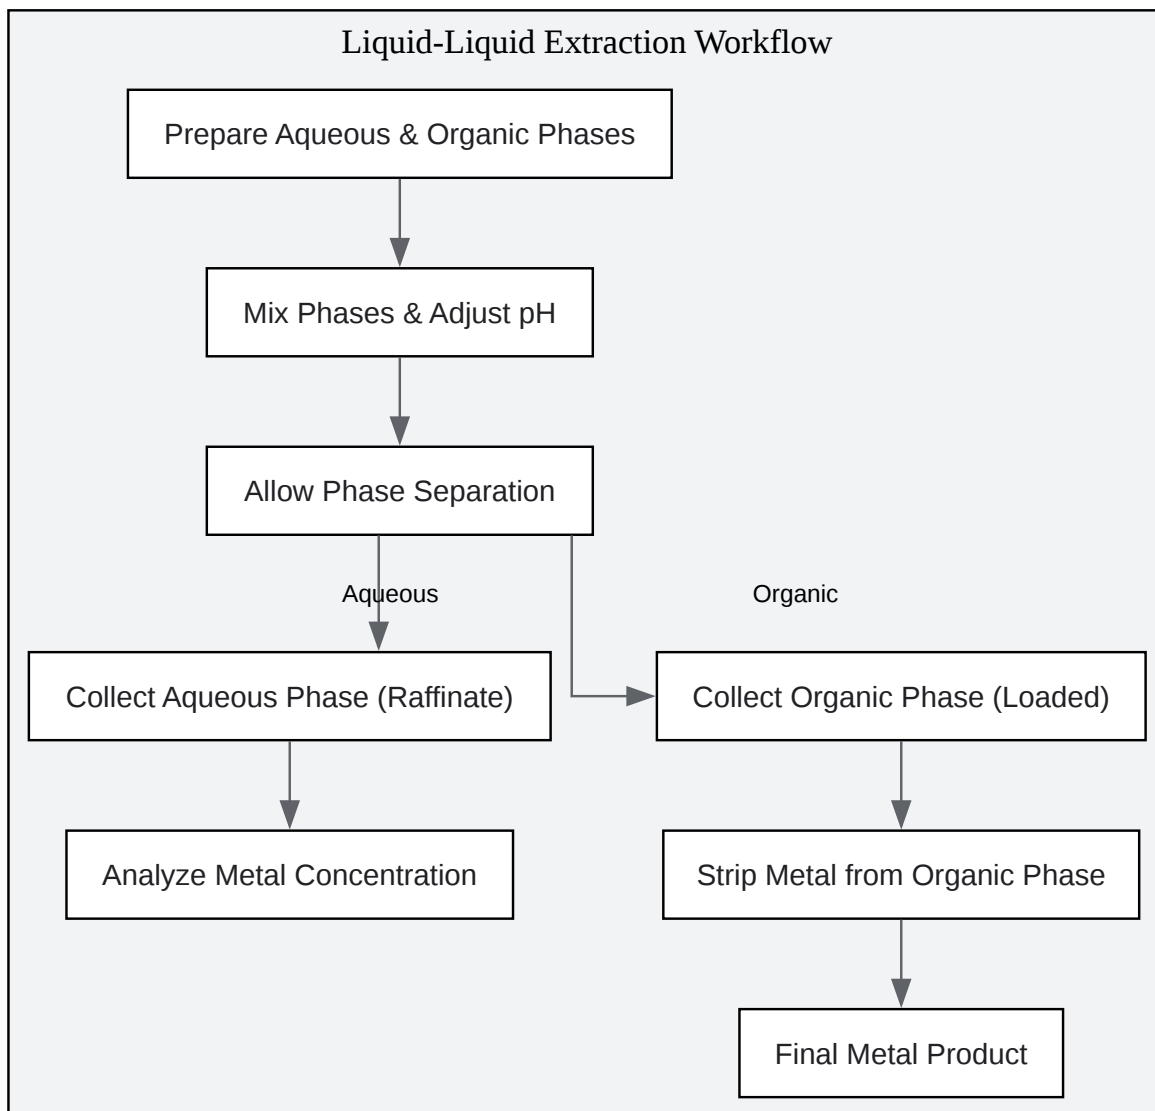 Liquid-Liquid Extraction Workflow
Prepare Aqueous & Organic Phases
Mix Phases & Adjust pH
Allow Phase Separation
Aqueous
Organic
Collect Aqueous Phase (Raffinate)
Collect Organic Phase (Loaded)
Analyze Metal Concentration
Strip Metal from Organic Phase
Final Metal Product